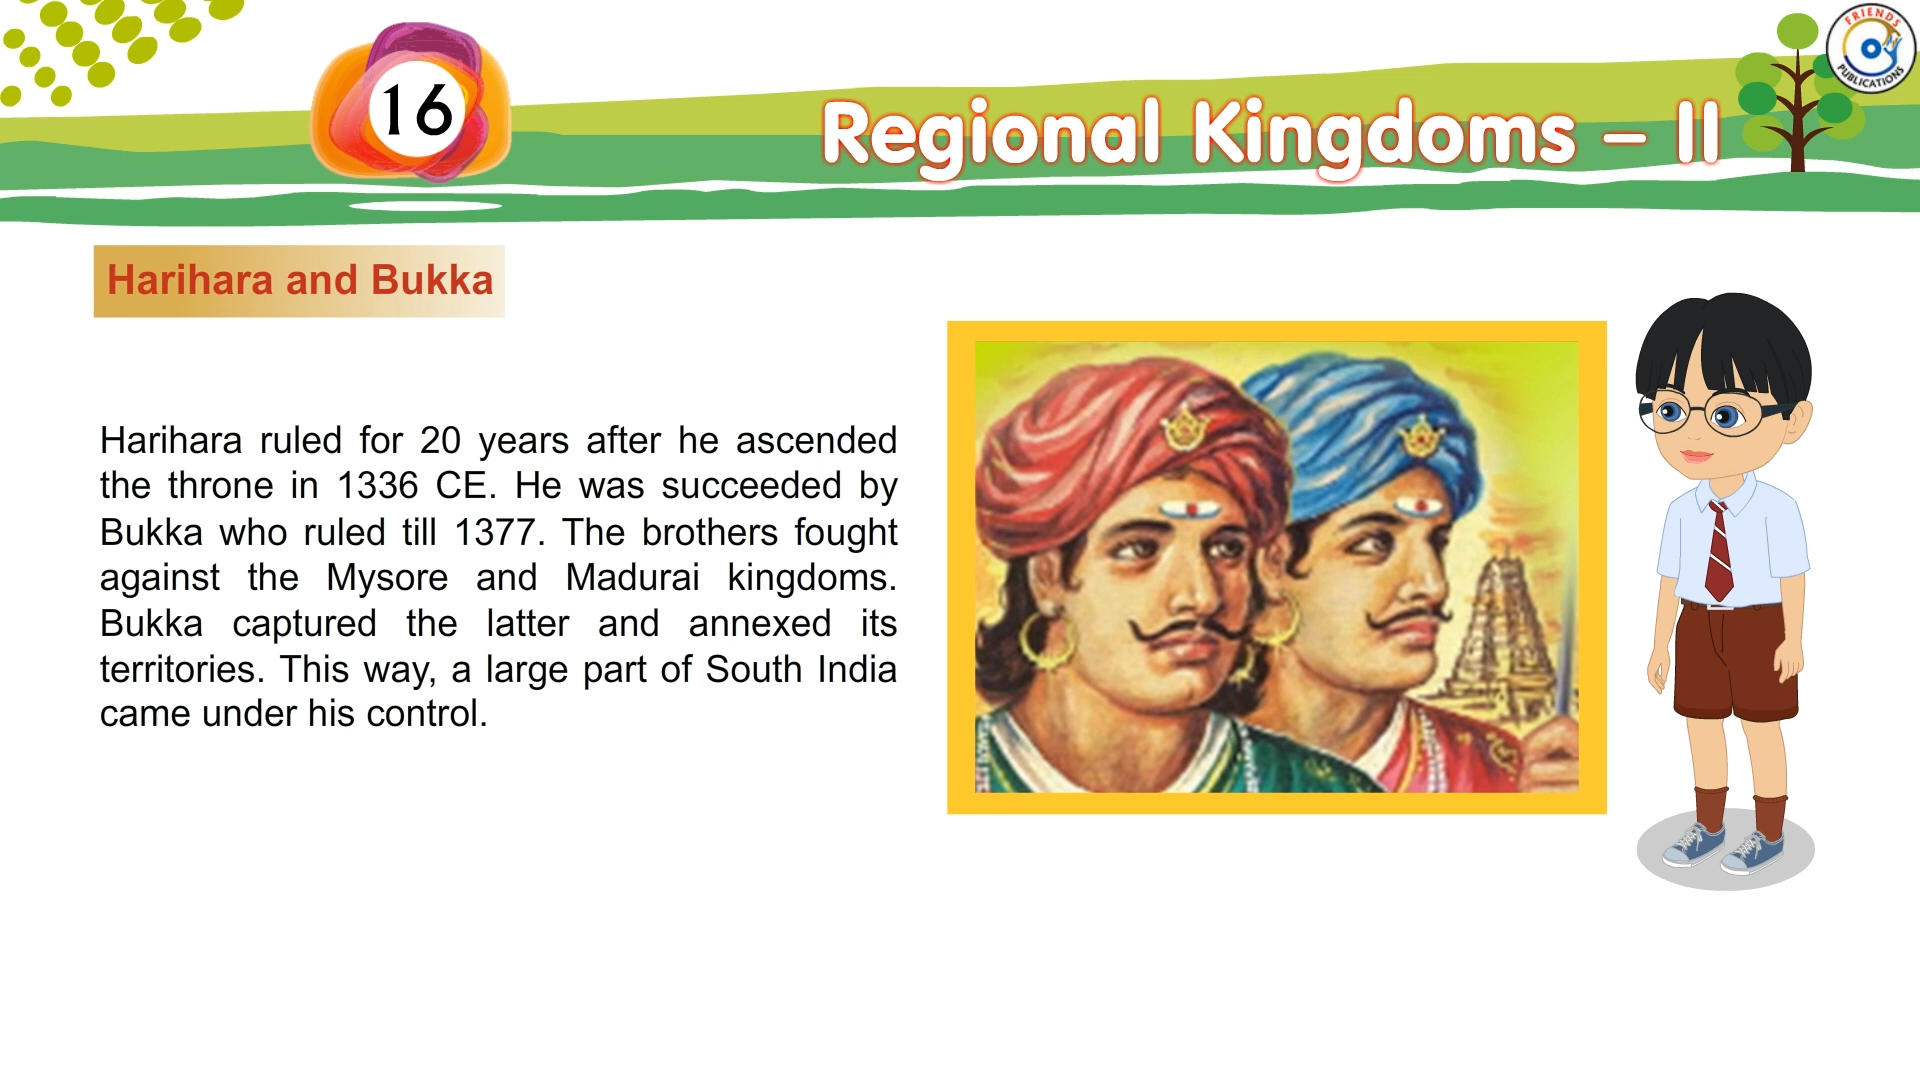 16
Regional Kingdoms – II
FRIENDS
PUBLICATIONS
Harihara and Bukka
Harihara ruled for 20 years after he ascended
the throne in 1336 CE. He was succeeded by
Bukka who ruled till 1377. The brothers fought
against the Mysore and Madurai kingdoms.
Bukka captured the latter and annexed its
territories. This way, a large part of South India
came under his control.